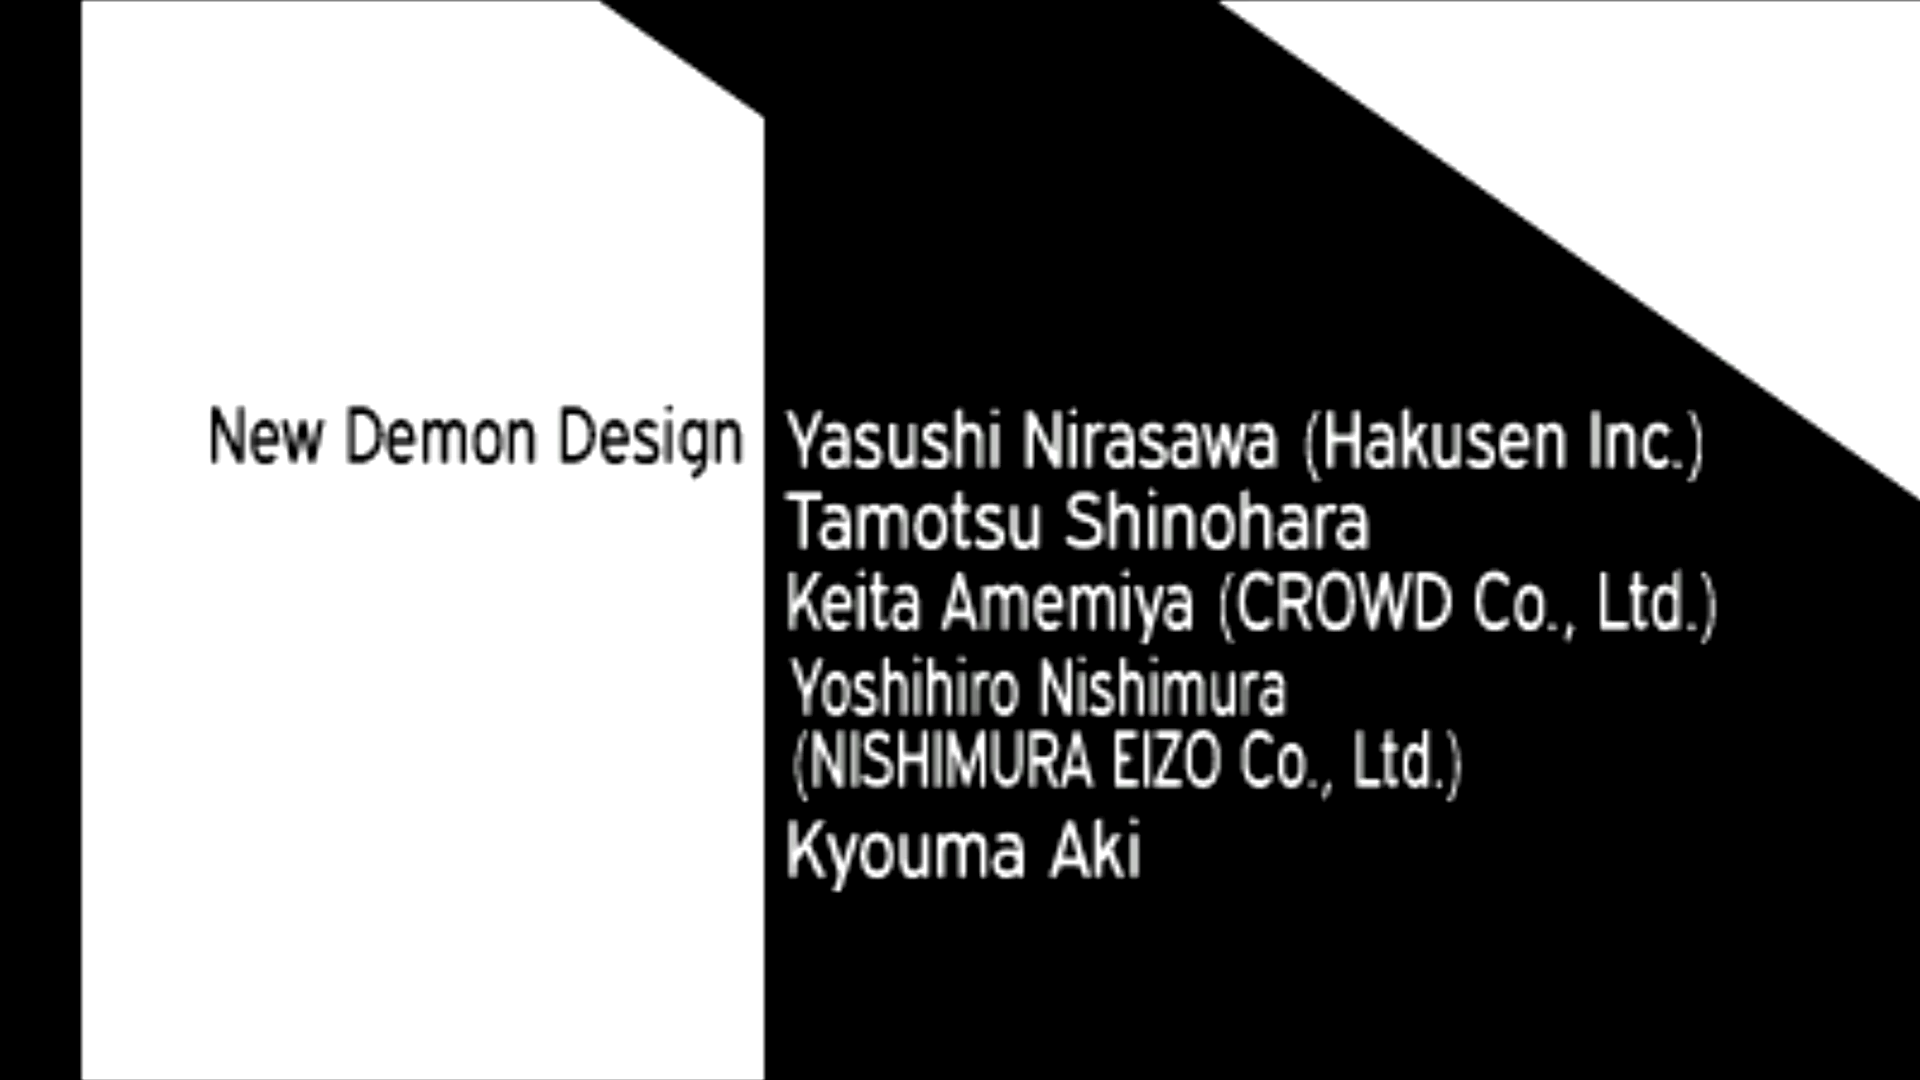 New Demon Design
Yasushi Nirasawa (Hakusen Inc.)
Tamotsu Shinohara
Keita Amemiya (CROWD Co., Ltd.)
Yoshihiro Nishimura
(NISHIMURA EIZO Co., Ltd.)
Kyouma Aki